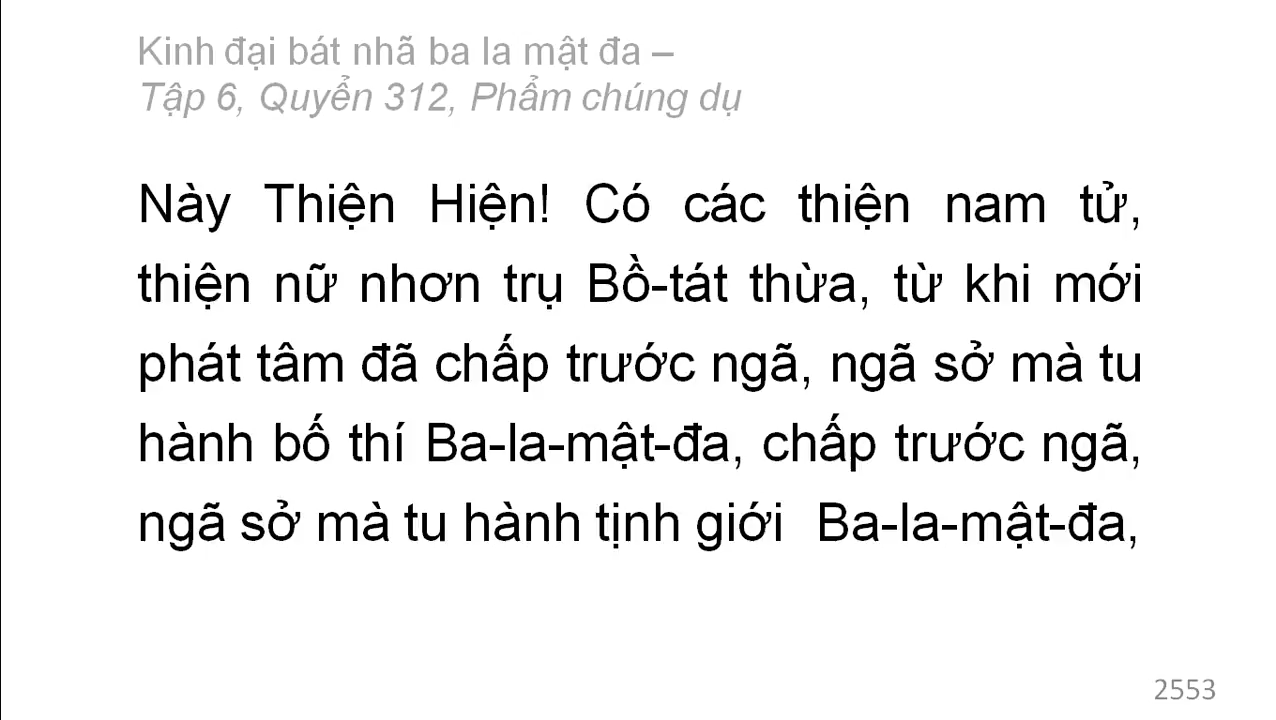 Kinh đại bát nhã ba la mật đa –
Tập 6, Quyển 312, Phẩm chúng dụ
Này Thiện Hiện! Có các thiện nam tử,
thiện nữ nhơn trụ Bồ-tát thừa, từ khi mới
phát tâm đã chấp trước ngã, ngã sở mà tu
hành bố thí Ba-la-mật-đa, chấp trước ngã,
ngã sở mà tu hành tịnh giới Ba-la-mật-đa,
2553